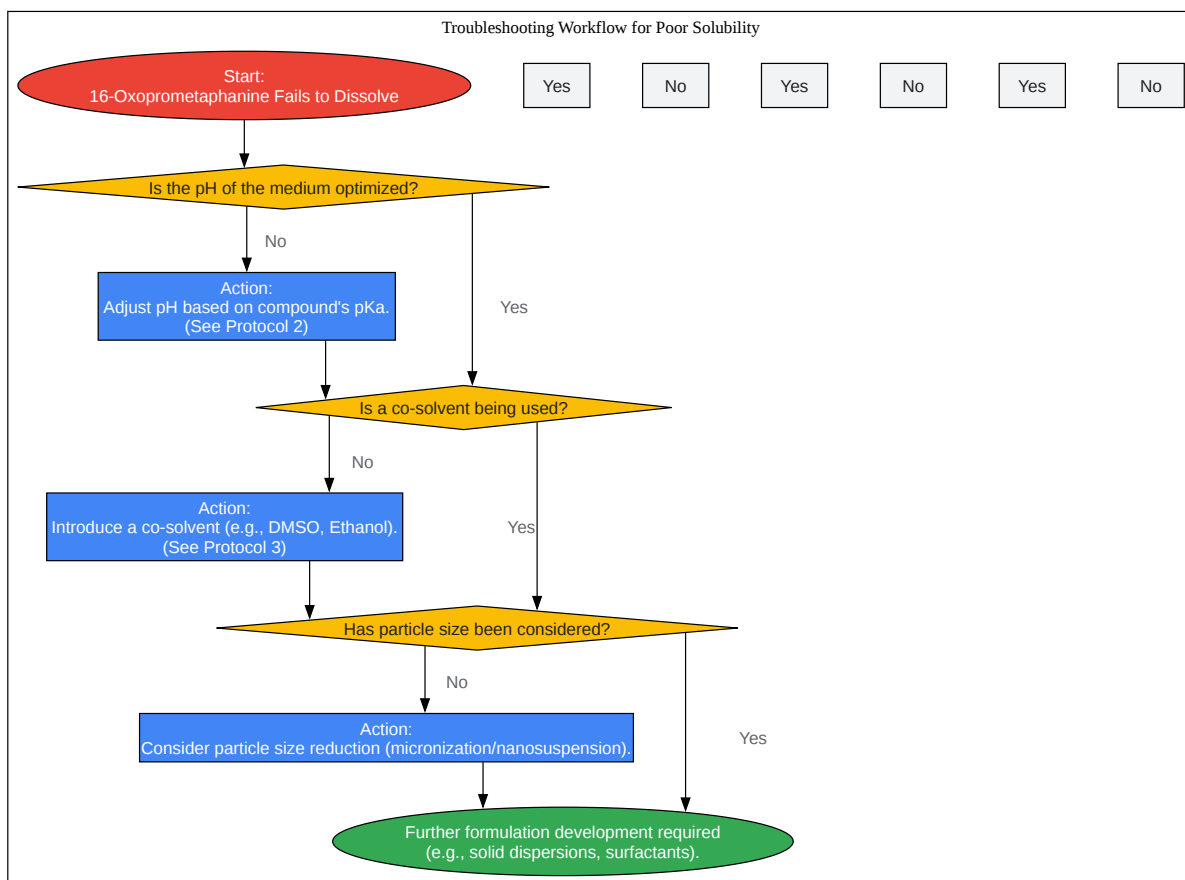 Troubleshooting Workflow for Poor Solubility
Start:
16-Oxoprometaphanine Fails to Dissolve
Yes
No
Yes
No
Yes
No
Is the pH of the medium optimized?
No
Action:
Adjust pH based on compound's pKa.
(See Protocol 2)
Yes
Is a co-solvent being used?
No
Action:
Introduce a co-solvent (e.g., DMSO, Ethanol).
(See Protocol 3)
Yes
Has particle size been considered?
No
Action:
Consider particle size reduction (micronization/nanosuspension).
Yes
Further formulation development required
(e.g., solid dispersions, surfactants).